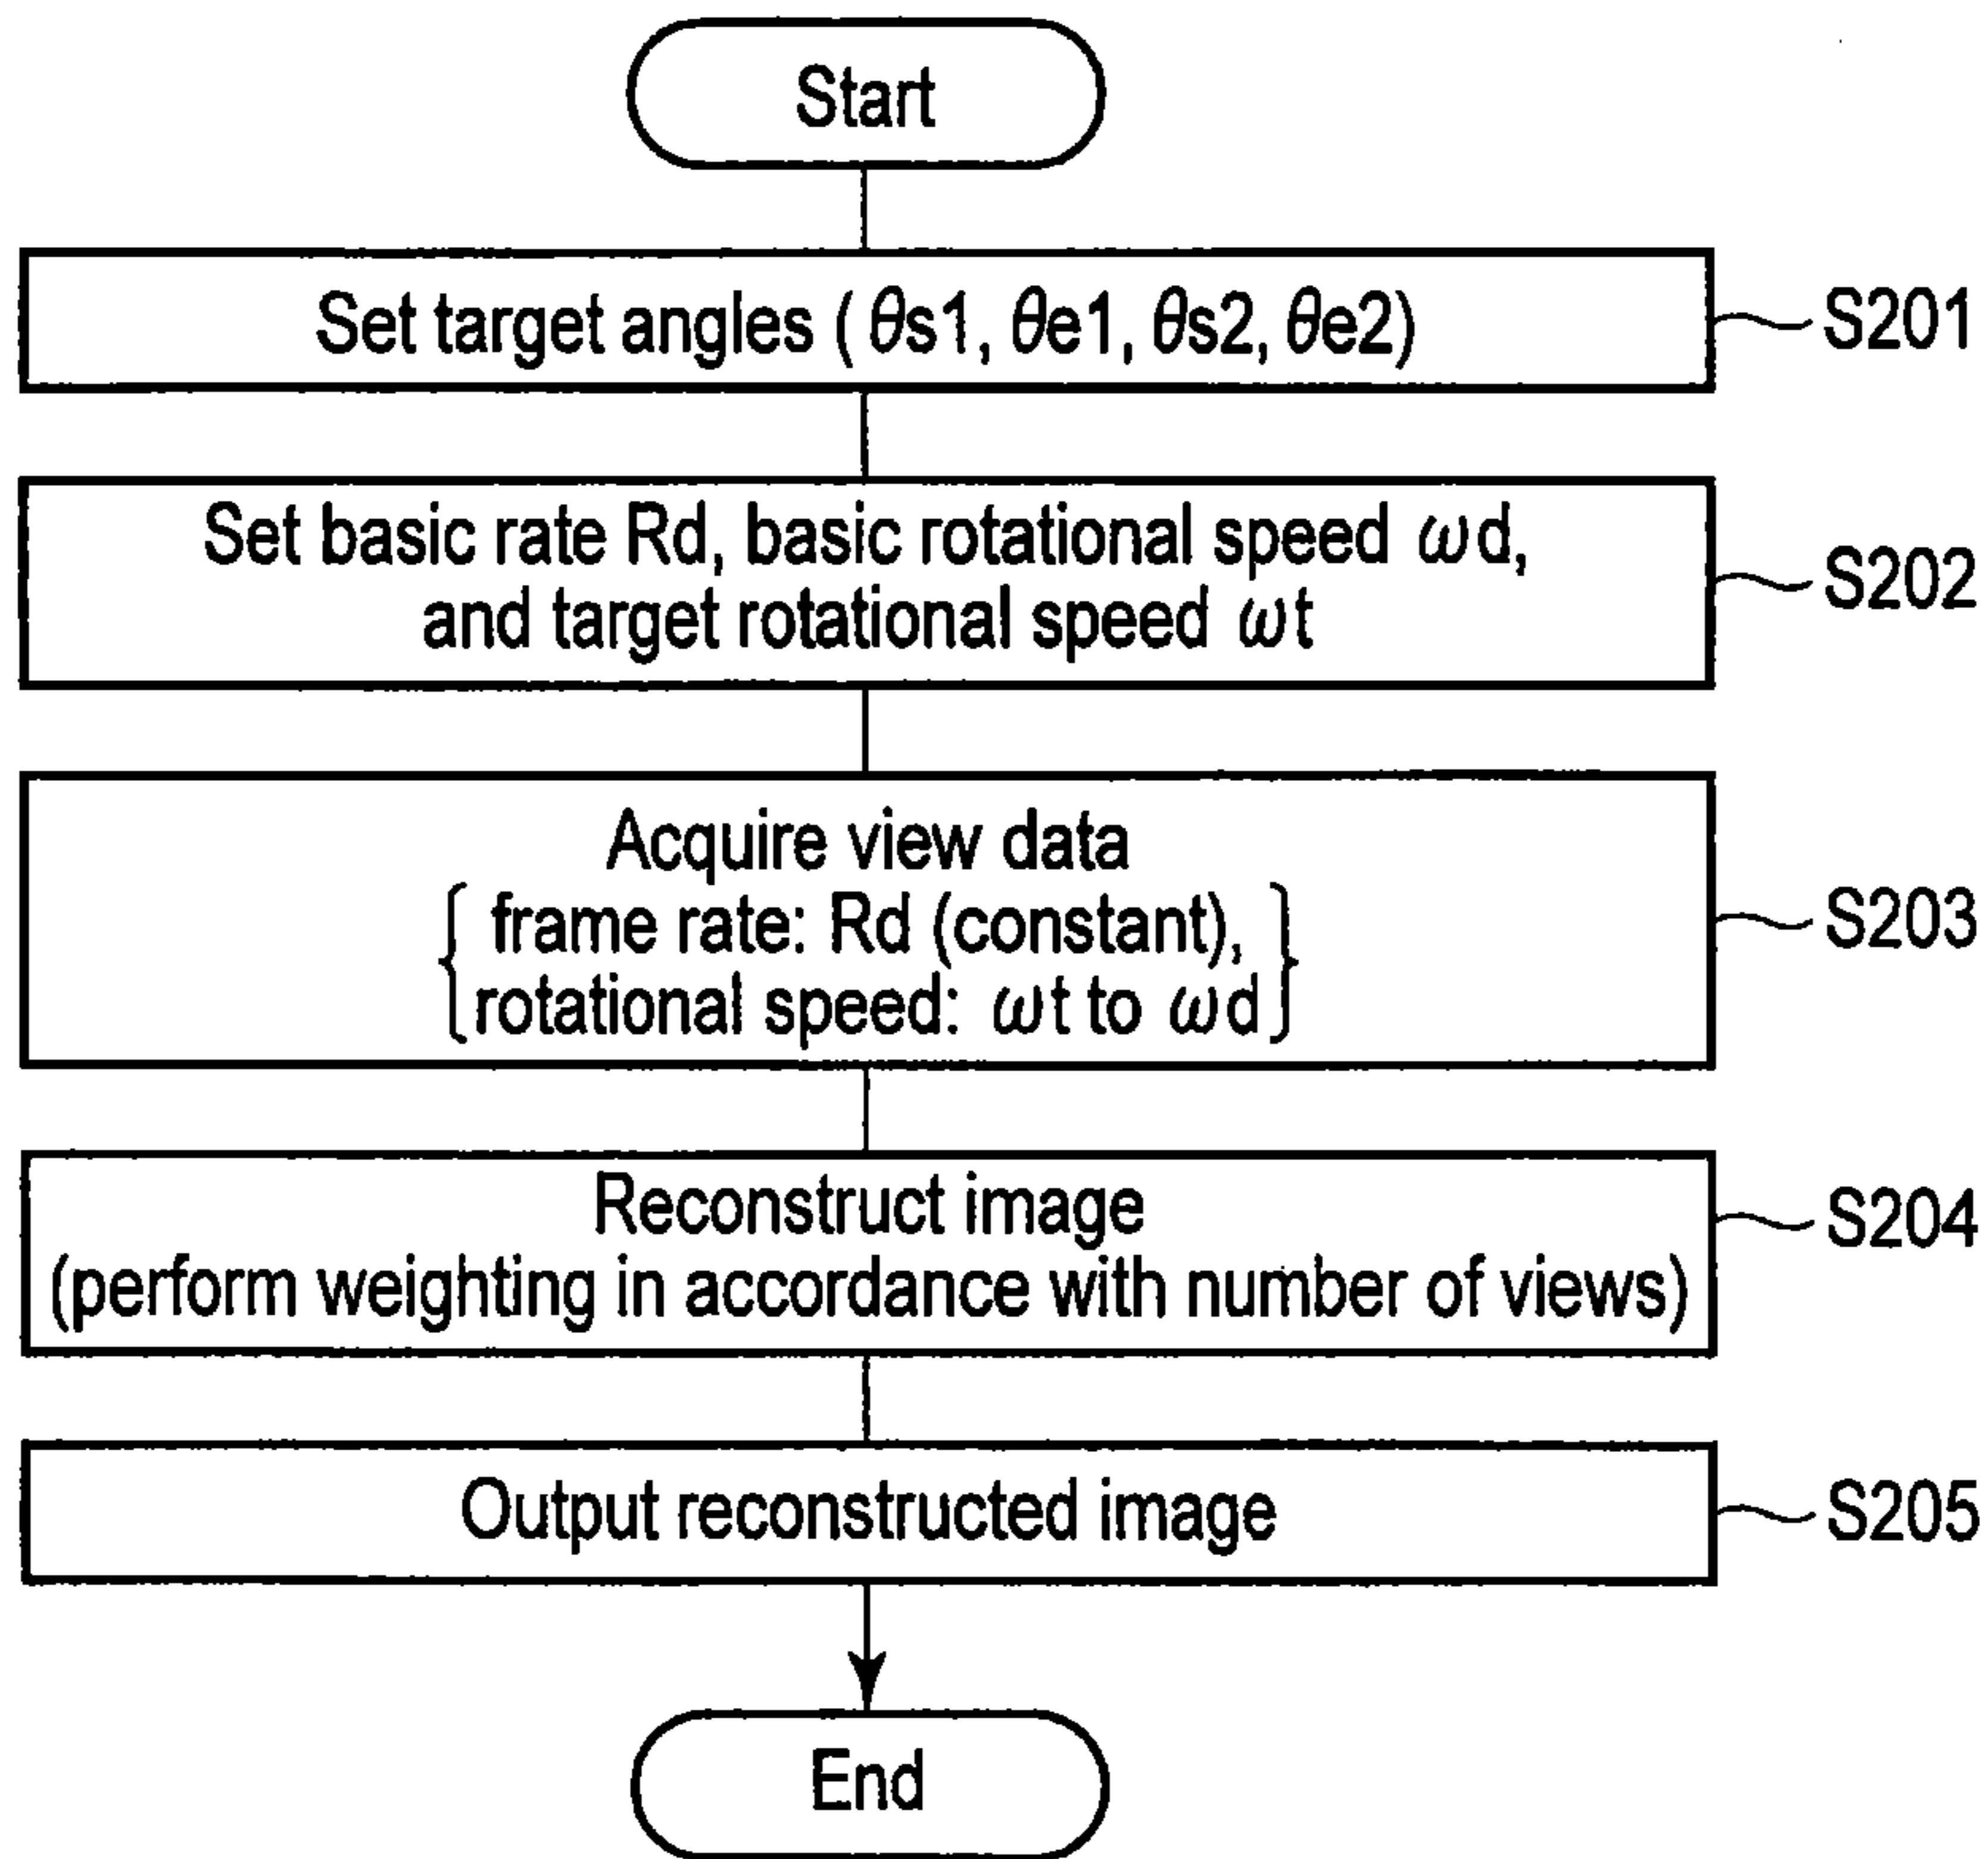 Start
Set target angles (θs1, θe1, θs2, θe2)
S201
Set basic rate Rd, basic rotational speed ωd,
and target rotational speed ωt
S202
Acquire view data
{ frame rate: Rd (constant), }
{ rotational speed: ωt to ωd }
S203
Reconstruct image
(perform weighting in accordance with number of views)
S204
Output reconstructed image
S205
End